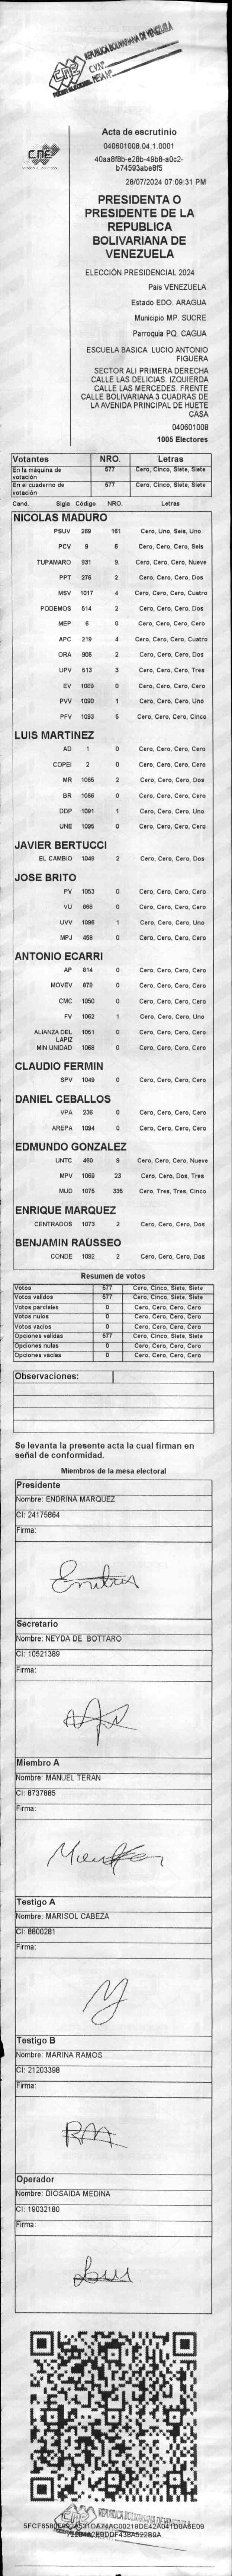 REPUBLICA BOLIVARIANA DE VENEZUELA
CNE
PODER ELECTORAL MESA Nº
CNE
Acta de escrutinio
040601008.04.1.0001
40aa8f8b-e28b-49b8-a0c2-
b74593abe8f5
28/07/2024 07:09:31 PM
PRESIDENTA O
PRESIDENTE DE LA
REPUBLICA
BOLIVARIANA DE
VENEZUELA
ELECCIÓN PRESIDENCIAL 2024
Pais VENEZUELA
Estado EDO. ARAGUA
Municipio MP. SUCRE
Parroquia PQ. CAGUA
ESCUELA BASICA LUCIO ANTONIO
FIGUERA
SECTOR ALI PRIMERA DERECHA
CALLE LAS DELICIAS. IZQUIERDA
CALLE LAS MERCEDES. FRENTE
CALLE BOLIVARIANA 3 CUADRAS DE
LA AVENIDA PRINCIPAL DE HUETE
CASA
040601008
1005 Electores
Votantes NRO. Letras
En la máquina de votación 577 Cero, Cinco, Siete, Siete
En el cuaderno de votación 577 Cero, Cinco, Siete, Siete
Cand. Sigla Código NRO. Letras
NICOLAS MADURO
PSUV 269 161 Cero, Uno, Seis, Uno
PCV 9 6 Cero, Cero, Cero, Seis
TUPAMARO 931 9 Cero, Cero, Cero, Nueve
PPT 276 2 Cero, Cero, Cero, Dos
MSV 1017 4 Cero, Cero, Cero, Cuatro
PODEMOS 514 2 Cero, Cero, Cero, Dos
MEP 6 0 Cero, Cero, Cero, Cero
APC 219 4 Cero, Cero, Cero, Cuatro
ORA 906 2 Cero, Cero, Cero, Dos
UPV 513 3 Cero, Cero, Cero, Tres
EV 1089 0 Cero, Cero, Cero, Cero
PVV 1090 1 Cero, Cero, Cero, Uno
PFV 1093 5 Cero, Cero, Cero, Cinco
LUIS MARTINEZ
AD 1 0 Cero, Cero, Cero, Cero
COPEI 2 0 Cero, Cero, Cero, Cero
MR 1065 2 Cero, Cero, Cero, Dos
BR 1066 0 Cero, Cero, Cero, Cero
DDP 1091 1 Cero, Cero, Cero, Uno
UNE 1095 0 Cero, Cero, Cero, Cero
JAVIER BERTUCCI
EL CAMBIO 1048 2 Cero, Cero, Cero, Dos
JOSE BRITO
PV 1053 0 Cero, Cero, Cero, Cero
VU 868 0 Cero, Cero, Cero, Cero
UVV 1096 1 Cero, Cero, Cero, Uno
MPJ 458 0 Cero, Cero, Cero, Cero
ANTONIO ECARRI
AP 814 0 Cero, Cero, Cero, Cero
MOVEV 879 0 Cero, Cero, Cero, Cero
CMC 1050 0 Cero, Cero, Cero, Cero
FV 1062 1 Cero, Cero, Cero, Uno
ALIANZA DEL LAPIZ 1051 0 Cero, Cero, Cero, Cero
MIN UNIDAD 1068 0 Cero, Cero, Cero, Cero
CLAUDIO FERMIN
SPV 1049 0 Cero, Cero, Cero, Cero
DANIEL CEBALLOS
VPA 236 0 Cero, Cero, Cero, Cero
AREPA 1094 0 Cero, Cero, Cero, Cero
EDMUNDO GONZALEZ
UNTC 460 9 Cero, Cero, Cero, Nueve
MPV 1069 23 Cero, Cero, Dos, Tres
MUD 1075 335 Cero, Tres, Tres, Cinco
ENRIQUE MARQUEZ
CENTRADOS 1073 2 Cero, Cero, Cero, Dos
BENJAMIN RAUSSEO
CONDE 1092 2 Cero, Cero, Cero, Dos
Resumen de votos
Votos 577 Cero, Cinco, Siete, Siete
Votos validos 577 Cero, Cinco, Siete, Siete
Votos parciales 0 Cero, Cero, Cero, Cero
Votos nulos 0 Cero, Cero, Cero, Cero
Votos vacios 0 Cero, Cero, Cero, Cero
Opciones validas 577 Cero, Cinco, Siete, Siete
Opciones nulas 0 Cero, Cero, Cero, Cero
Opciones vacias 0 Cero, Cero, Cero, Cero
Observaciones:
Se levanta la presente acta la cual firman en
señal de conformidad.
Miembros de la mesa electoral
Presidente
Nombre: ENDRINA MARQUEZ
CI: 24175864
Firma:
Secretario
Nombre: NEYDA DE BOTTARO
CI: 10521389
Firma:
Miembro A
Nombre: MANUEL TERAN
CI: 8737885
Firma:
Testigo A
Nombre: MARISOL CABEZA
CI: 8800281
Firma:
Testigo B
Nombre: MARINA RAMOS
CI: 21203398
Firma:
Operador
Nombre: DIOSAIDA MEDINA
CI: 19032180
Firma: